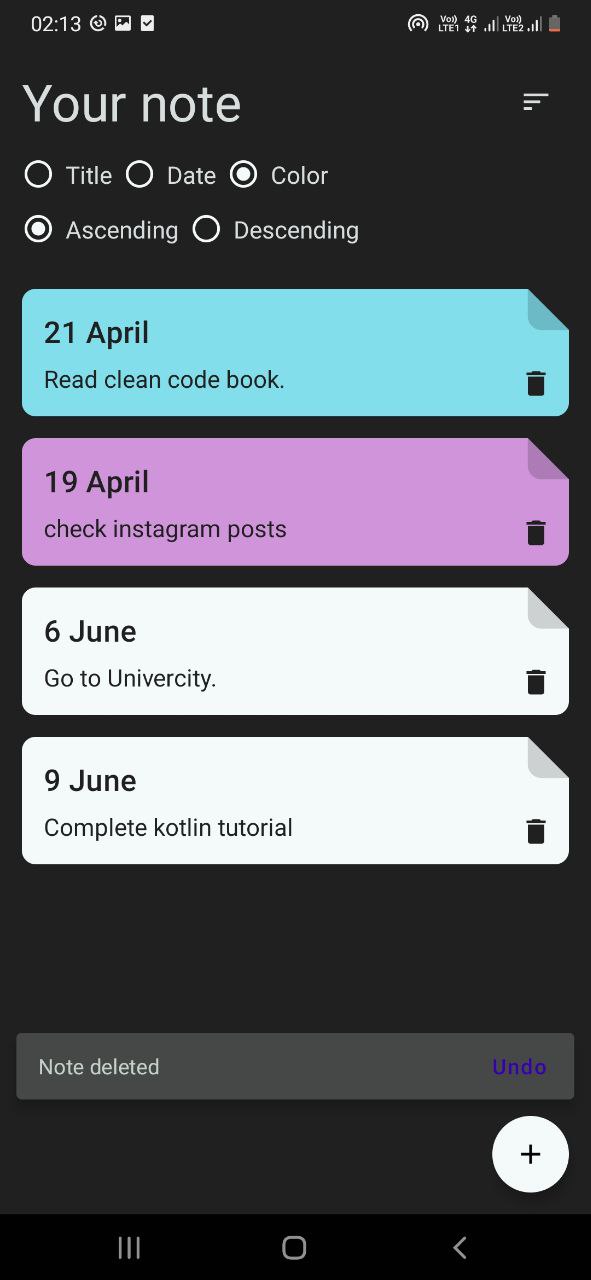 02:13 Vo)) LTE1 4G Vo)) LTE2
Your note
Title Date Color
Ascending Descending
21 April
Read clean code book.
19 April
check instagram posts
6 June
Go to Univercity.
9 June
Complete kotlin tutorial
Note deleted Undo